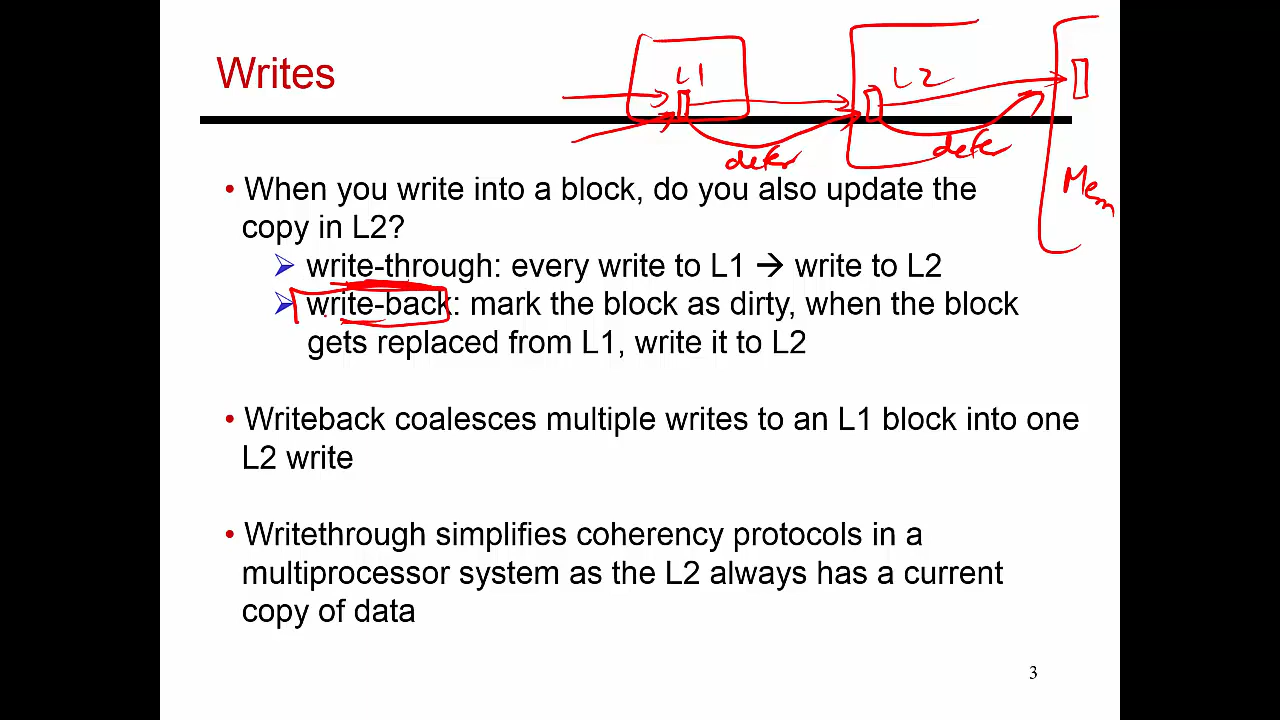 Writes
L1
L2
defer
defer
Mem
• When you write into a block, do you also update the
copy in L2?
➢ write-through: every write to L1 → write to L2
➢ write-back: mark the block as dirty, when the block
gets replaced from L1, write it to L2
• Writeback coalesces multiple writes to an L1 block into one
L2 write
• Writethrough simplifies coherency protocols in a
multiprocessor system as the L2 always has a current
copy of data
3